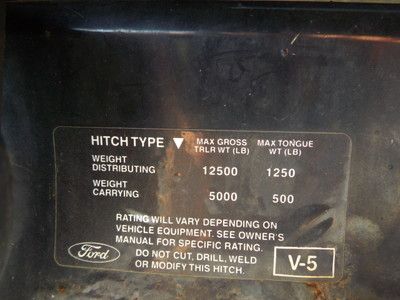 HITCH TYPE ▼ MAX GROSS TRLR WT (LB) MAX TONGUE WT (LB)
WEIGHT DISTRIBUTING 12500 1250
WEIGHT CARRYING 5000 500
RATING WILL VARY DEPENDING ON
VEHICLE EQUIPMENT. SEE OWNER'S
MANUAL FOR SPECIFIC RATING.
Ford DO NOT CUT, DRILL, WELD
OR MODIFY THIS HITCH.
V-5